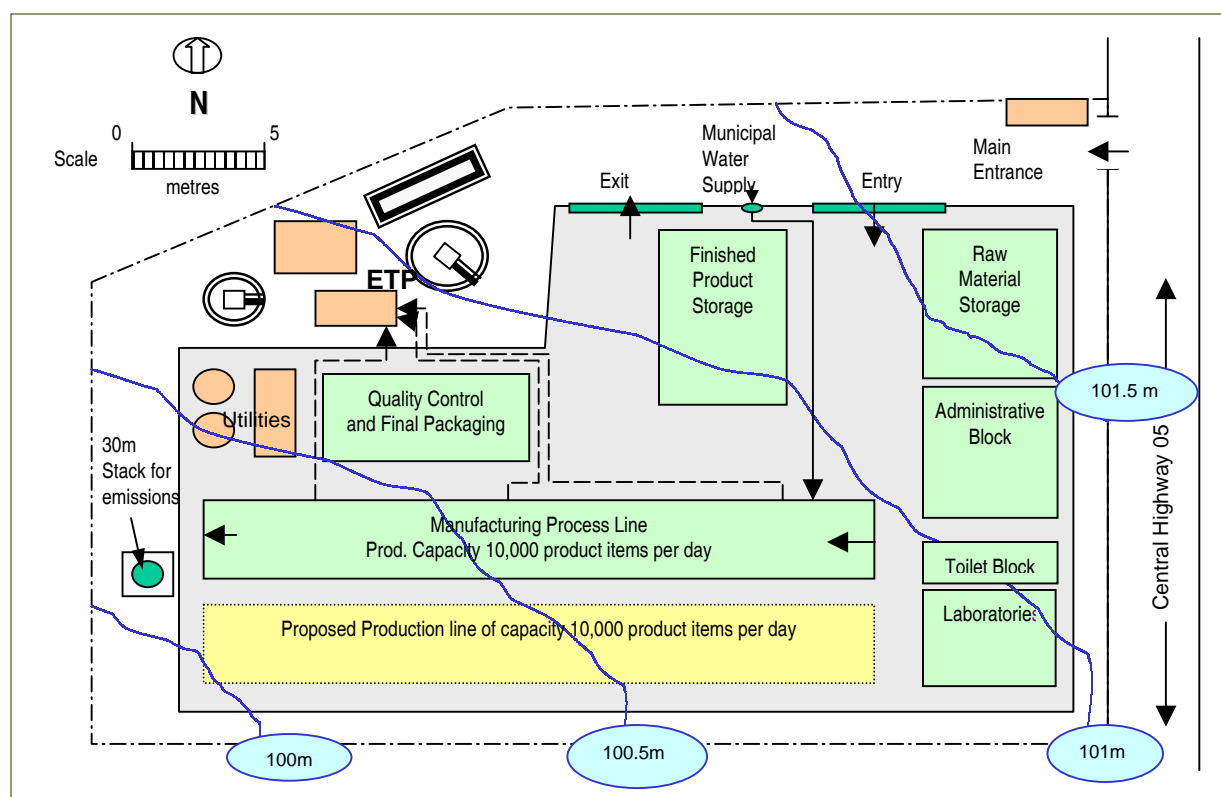 N
0 5
Scale
metres
Municipal
Water
Supply
Main
Entrance
Exit
Entry
ETP
Finished
Product
Storage
Raw
Material
Storage
Quality Control
and Final Packaging
Utilities
Administrative
Block
101.5 m
30m
Stack for
emissions
Manufacturing Process Line
Prod. Capacity 10,000 product items per day
Toilet Block
Laboratories
Proposed Production line of capacity 10,000 product items per day
Central Highway 05
100m
100.5m
101m